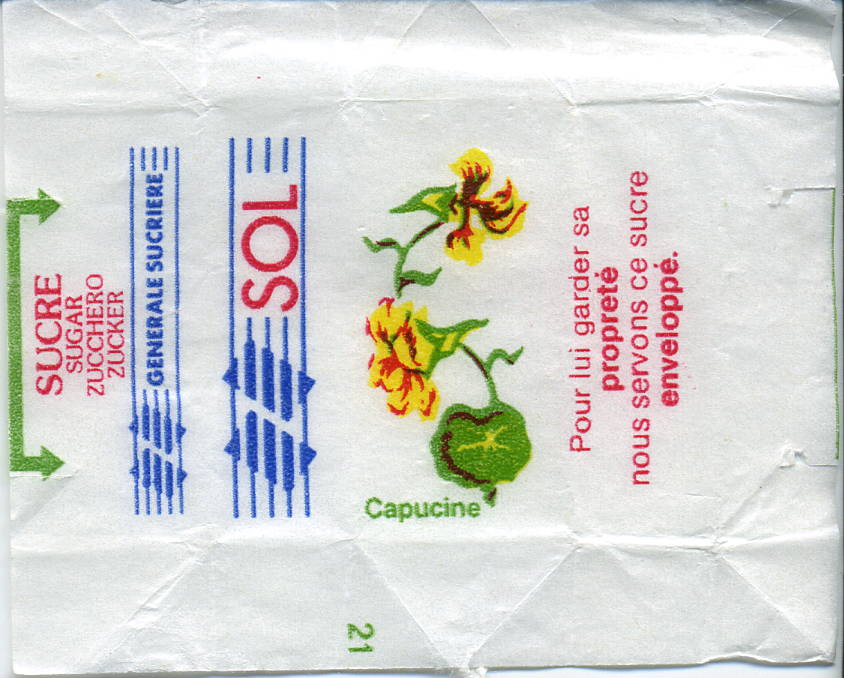 SUCRE
SUGAR
ZUCCHERO
ZUCKER
GENERALE SUCRIERE
SOL
Capucine
Pour lui garder sa
propreté
nous servons ce sucre
enveloppé.
21